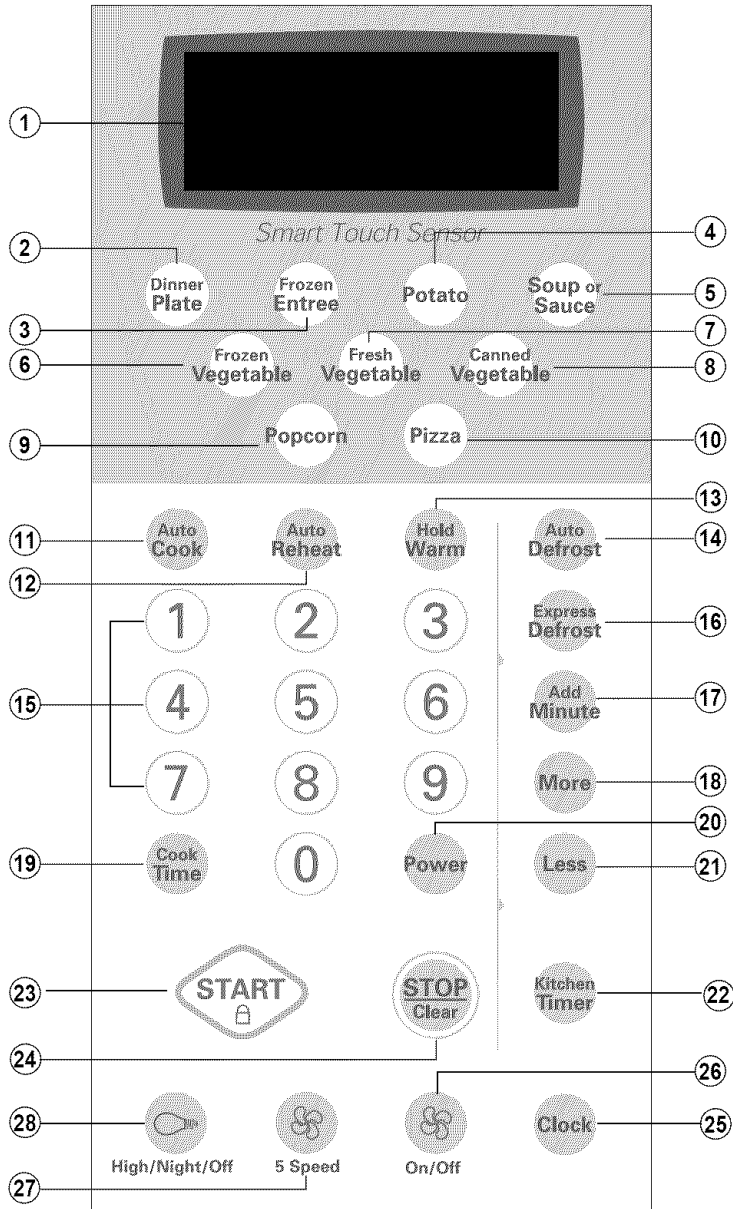 1
Smart Touch Sensor
2
4
Dinner
Plate
Frozen
Entree
Potato
Soup or
Sauce
5
3
7
6
Frozen
Vegetable
Fresh
Vegetable
Canned
Vegetable
8
9
Popcorn
Pizza
10
13
11
Auto
Cook
Auto
Reheat
Hold
Warm
Auto
Defrost
14
12
1
2
3
Express
Defrost
16
15
4
5
6
Add
Minute
17
7
8
9
More
18
20
19
Cook
Time
0
Power
Less
21
23
START
STOP
Clear
Kitchen
Timer
22
24
26
28
Clock
25
High/Night/Off
5 Speed
On/Off
27